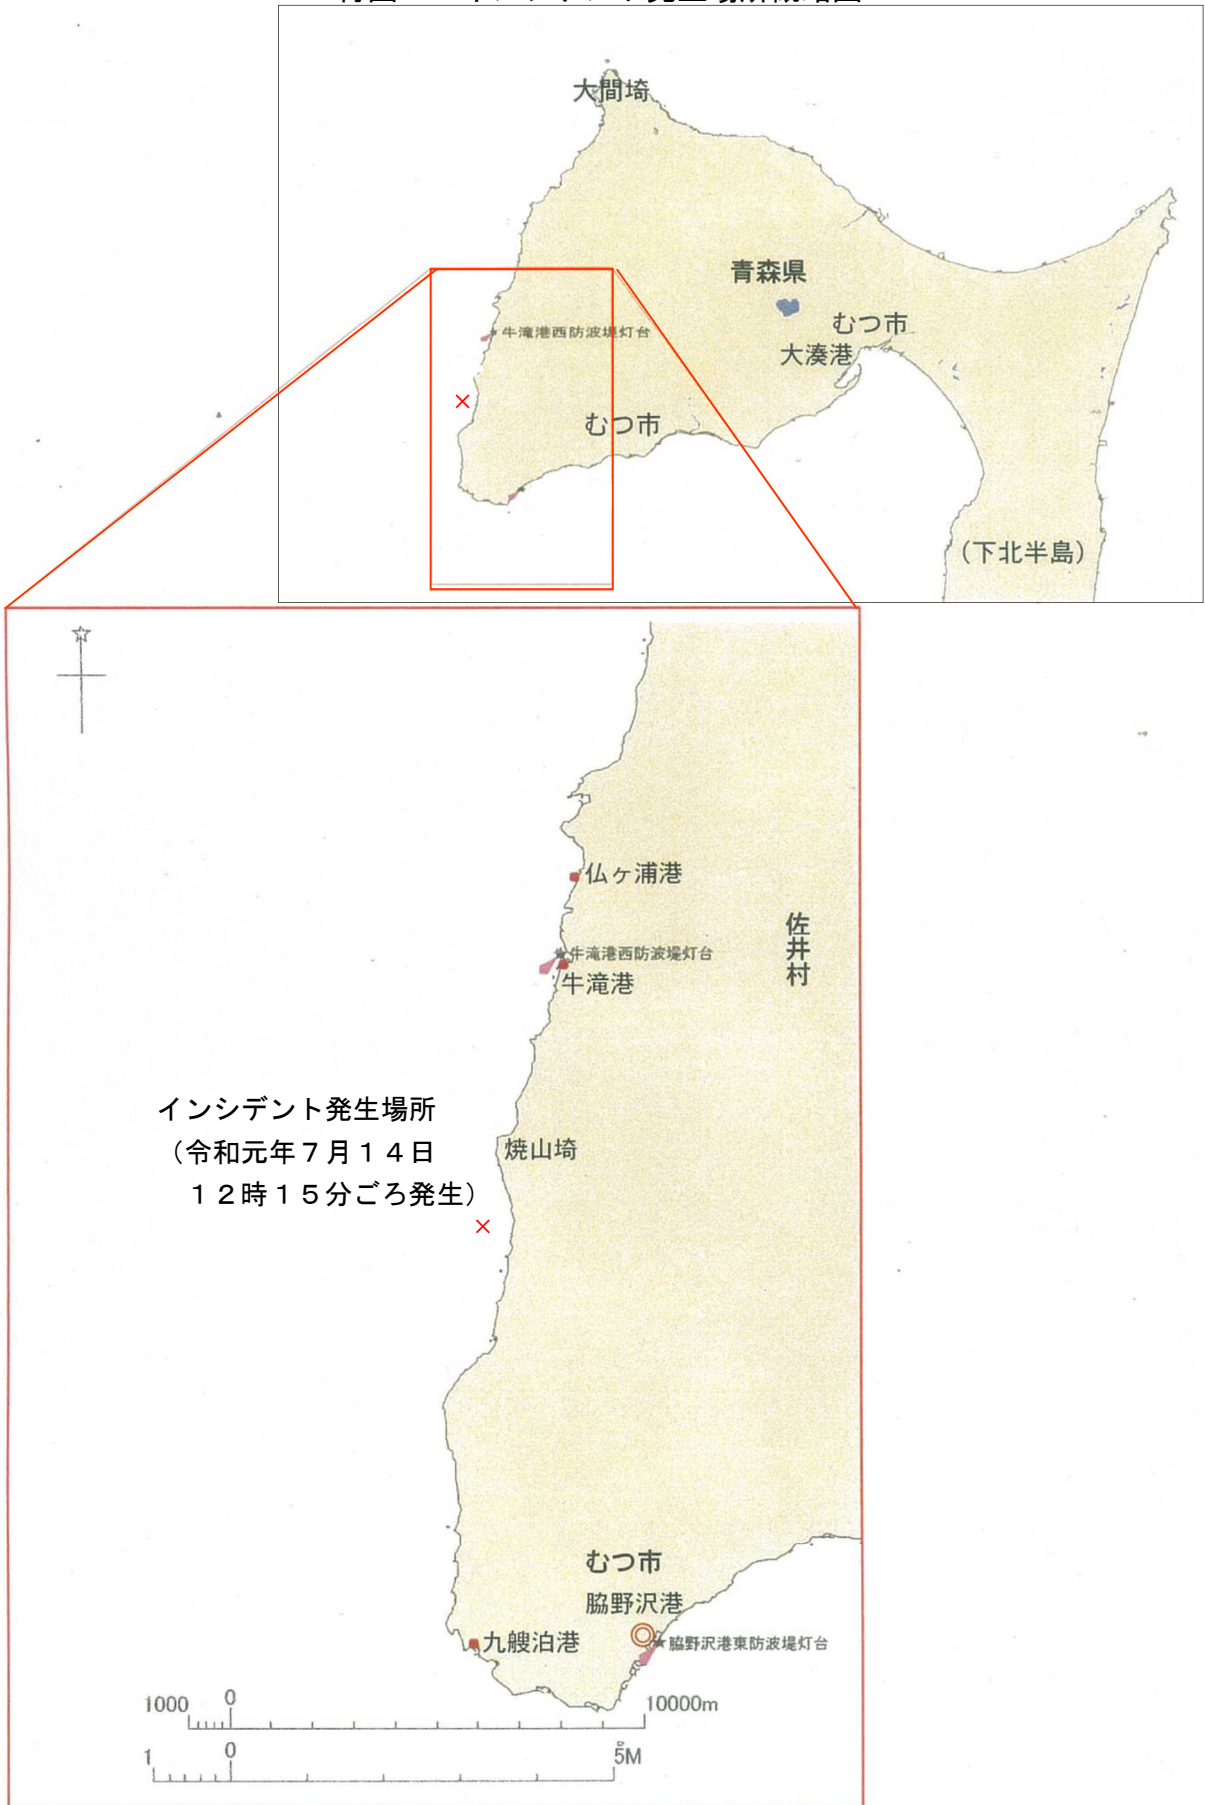 大間埼
青森県
むつ市
大湊港
牛滝港西防波堤灯台
×
むつ市
(下北半島)
仏ヶ浦港
佐井村
牛滝港西防波堤灯台
牛滝港
インシデント発生場所
(令和元年7月14日
12時15分ごろ発生)
焼山埼
×
むつ市
脇野沢港
九艘泊港
脇野沢港東防波堤灯台
1000 0 10000m
1 0 5M